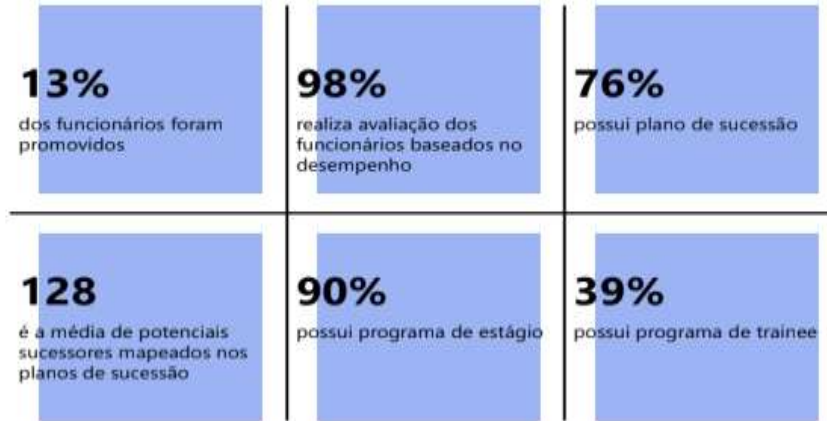 13%
dos funcionários foram
promovidos
98%
realiza avaliação dos
funcionários baseados no
desempenho
76%
possui plano de sucessão
128
é a média de potenciais
sucessores mapeados nos
planos de sucessão
90%
possui programa de estágio
39%
possui programa de trainee